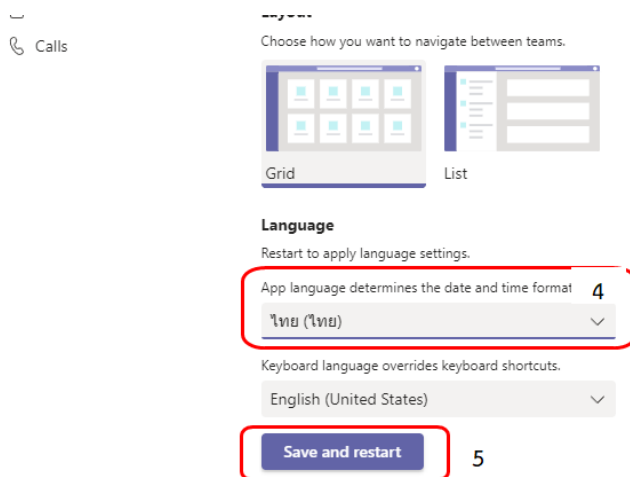 Layout
Calls
Choose how you want to navigate between teams.
Grid
List
Language
Restart to apply language settings.
App language determines the date and time format
4
ไทย (ไทย)
Keyboard language overrides keyboard shortcuts.
English (United States)
Save and restart
5